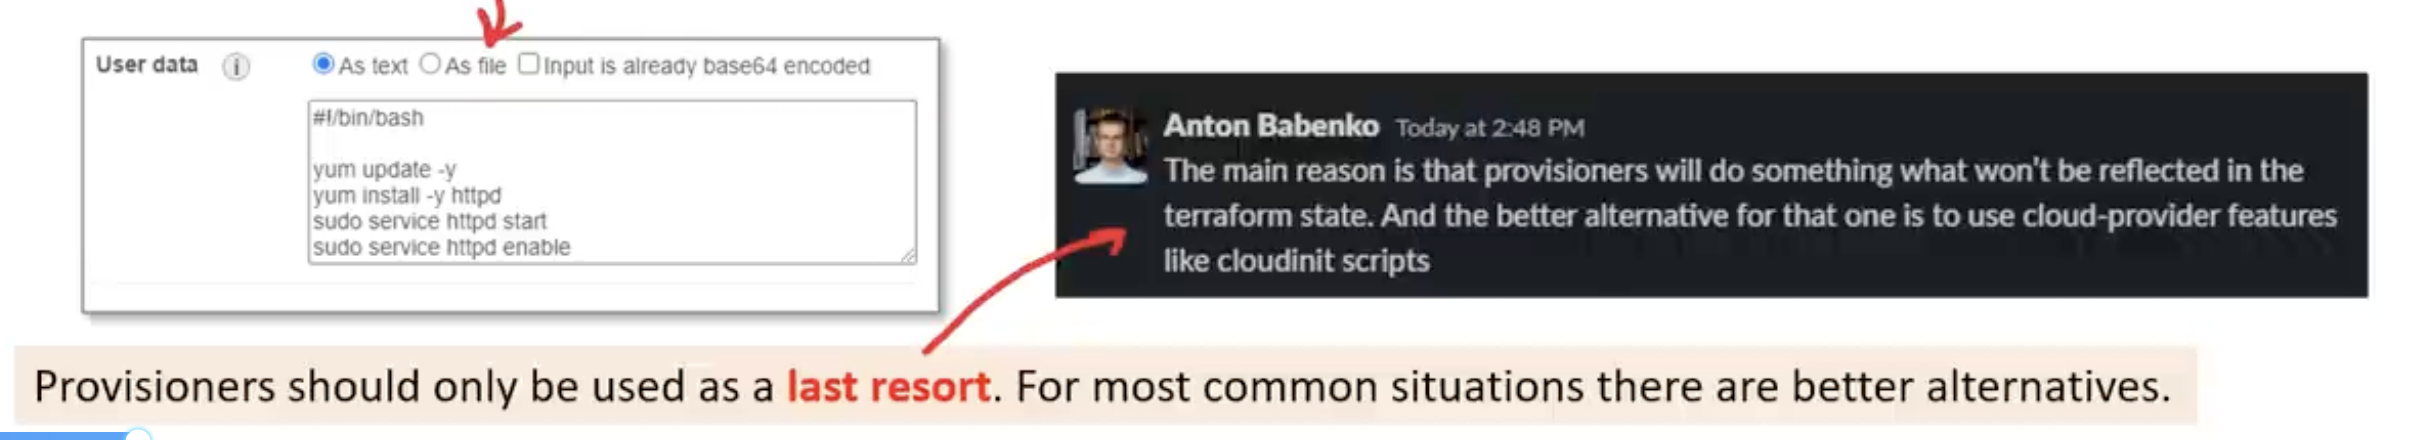 User data i As text As file Input is already base64 encoded
#!/bin/bash
yum update -y
yum install -y httpd
sudo service httpd start
sudo service httpd enable
Anton Babenko Today at 2:48 PM
The main reason is that provisioners will do something what won't be reflected in the
terraform state. And the better alternative for that one is to use cloud-provider features
like cloudinit scripts
Provisioners should only be used as a last resort. For most common situations there are better alternatives.